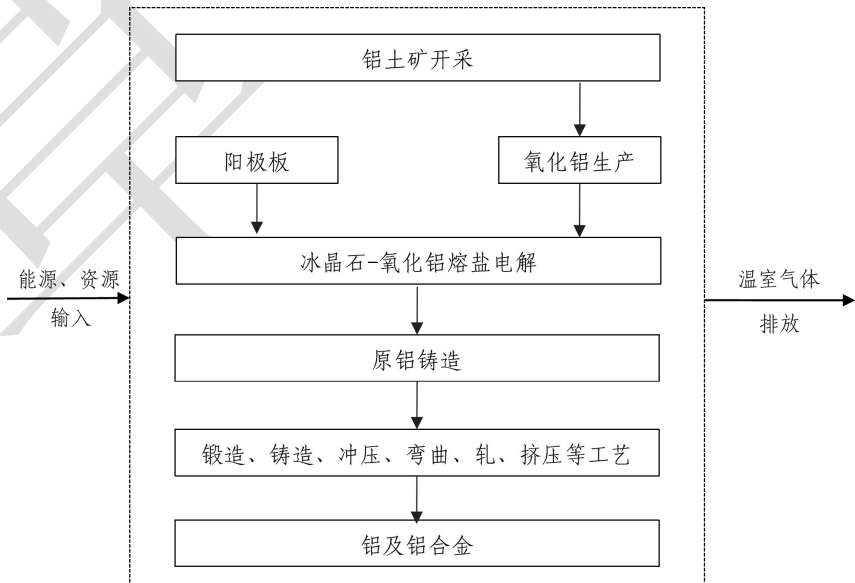 铝土矿开采
阳极板
氧化铝生产
冰晶石-氧化铝熔盐电解
能源、资源
输入
温室气体
排放
原铝铸造
锻造、铸造、冲压、弯曲、轧、挤压等工艺
铝及铝合金